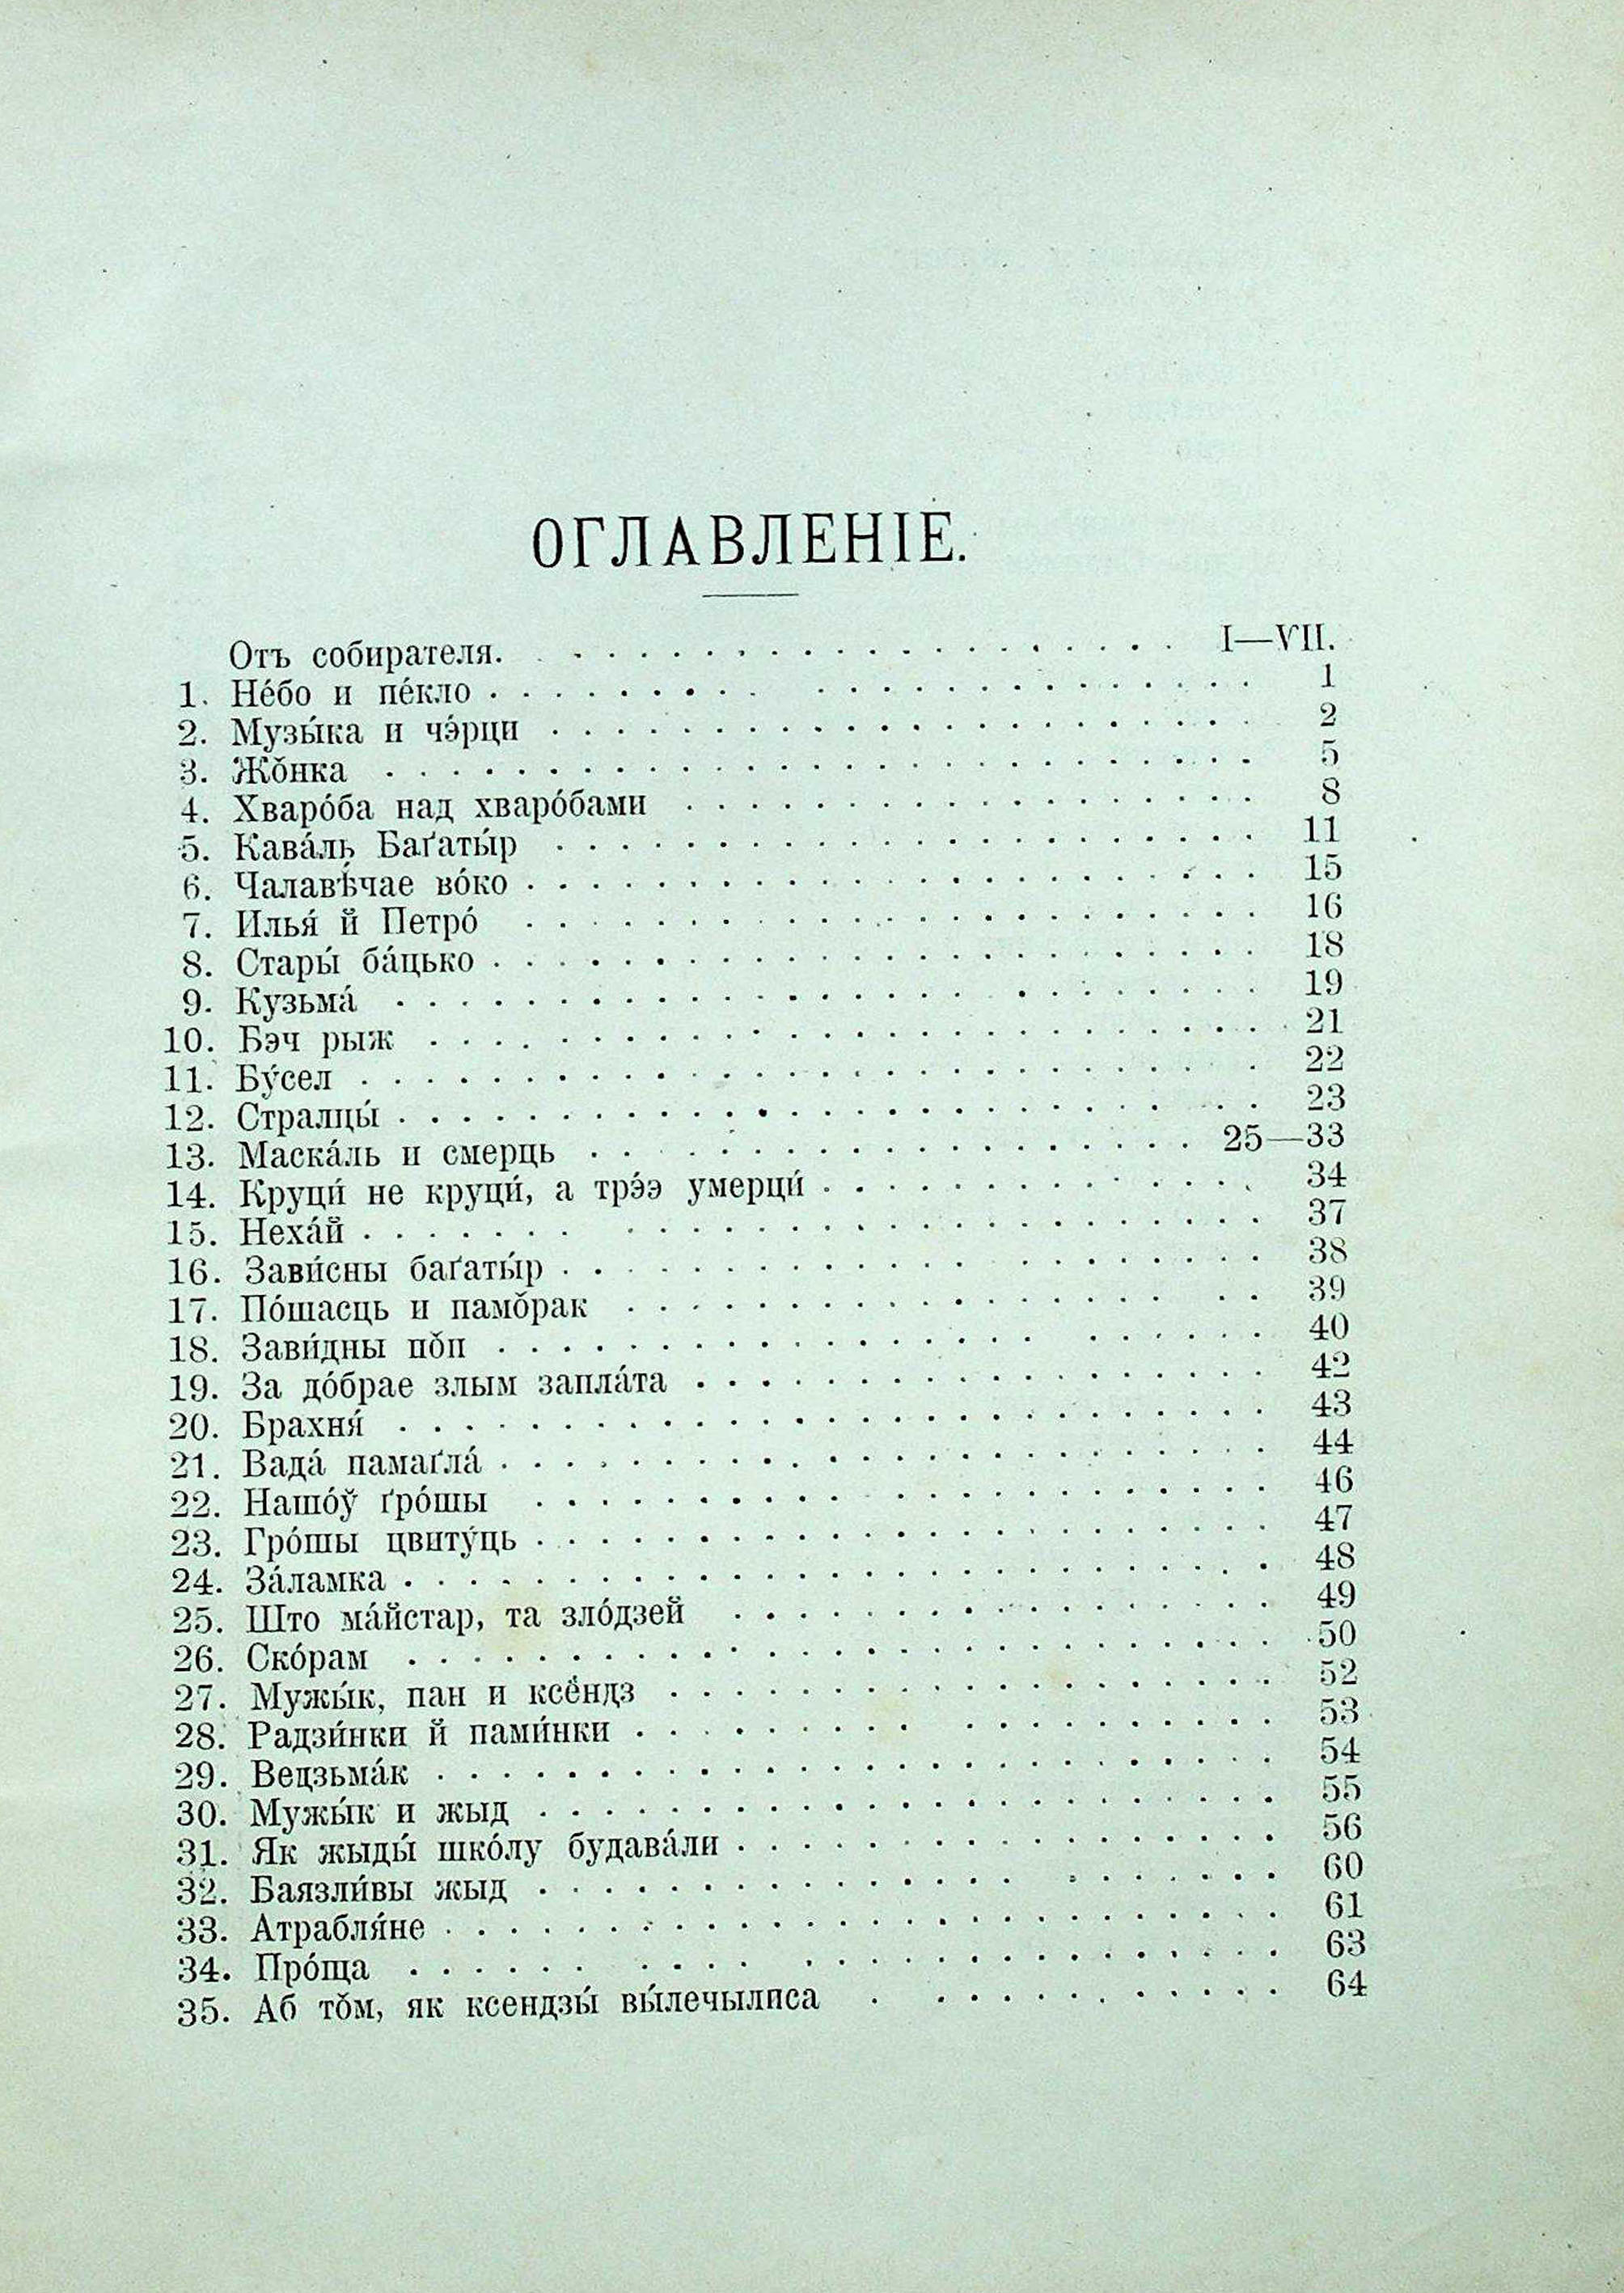 ОГЛАВЛЕНІЕ.
Отъ собирателя. . . . . . . . . . . . . . . . . . . . I—VII.
1. Не́бо и пе́кло . . . . . . . . . . . . . . . . . . . . 1
2. Музы́ка и чэ́рци . . . . . . . . . . . . . . . . . . . . 2
3. Жо̆нка . . . . . . . . . . . . . . . . . . . . 5
4. Хваро́ба над хваро́бами . . . . . . . . . . . . . . . . . 8
5. Кава́ль Баґаты́р . . . . . . . . . . . . . . . . . . . . 11
6. Чалавѣ́чае во́ко . . . . . . . . . . . . . . . . . . . . 15
7. Илья́ й Петро́ . . . . . . . . . . . . . . . . . . . . 16
8. Стары́ ба́цько . . . . . . . . . . . . . . . . . . . . 18
9. Кузьма́ . . . . . . . . . . . . . . . . . . . . 19
10. Бэч рыж . . . . . . . . . . . . . . . . . . . . 21
11. Бу́сел . . . . . . . . . . . . . . . . . . . . 22
12. Стралцы́ . . . . . . . . . . . . . . . . . . . . 23
13. Маска́ль и смерць . . . . . . . . . . . . . . . . . . 25—33
14. Круци́ не круци́, а трэ́э умерци́ . . . . . . . . . . . . . 34
15. Неха́й . . . . . . . . . . . . . . . . . . . . 37
16. Зави́сны баґаты́р . . . . . . . . . . . . . . . . . . . . 38
17. По́шасць и памо̆рак . . . . . . . . . . . . . . . . . . 39
18. Зави́дны по̆п . . . . . . . . . . . . . . . . . . . . 40
19. За до́брае злым запла́та . . . . . . . . . . . . . . . . . 42
20. Брахня́ . . . . . . . . . . . . . . . . . . . . 43
21. Вада́ памаґла́ . . . . . . . . . . . . . . . . . . . . 44
22. Нашо́ў ґро́шы . . . . . . . . . . . . . . . . . . . . 46
23. Гро́шы цвиту́ць . . . . . . . . . . . . . . . . . . . . 47
24. За́ламка . . . . . . . . . . . . . . . . . . . . 48
25. Што ма́йстар, та зло́дзей . . . . . . . . . . . . . . . . . 49
26. Ско́рам . . . . . . . . . . . . . . . . . . . . 50
27. Мужы́к, пан и ксёндз . . . . . . . . . . . . . . . . . . 52
28. Радзи́нки й пами́нки . . . . . . . . . . . . . . . . . . 53
29. Ведзьма́к . . . . . . . . . . . . . . . . . . . . 54
30. Мужы́к и жыд . . . . . . . . . . . . . . . . . . . . 55
31. Як жыды́ шко́лу будава́ли . . . . . . . . . . . . . . . . . 56
32. Баязли́вы жыд . . . . . . . . . . . . . . . . . . . . 60
33. Атрабля́не . . . . . . . . . . . . . . . . . . . . 61
34. Про́ща . . . . . . . . . . . . . . . . . . . . 63
35. Аб то̆м, як ксендзы́ вы́лечылиса . . . . . . . . . . . . 64